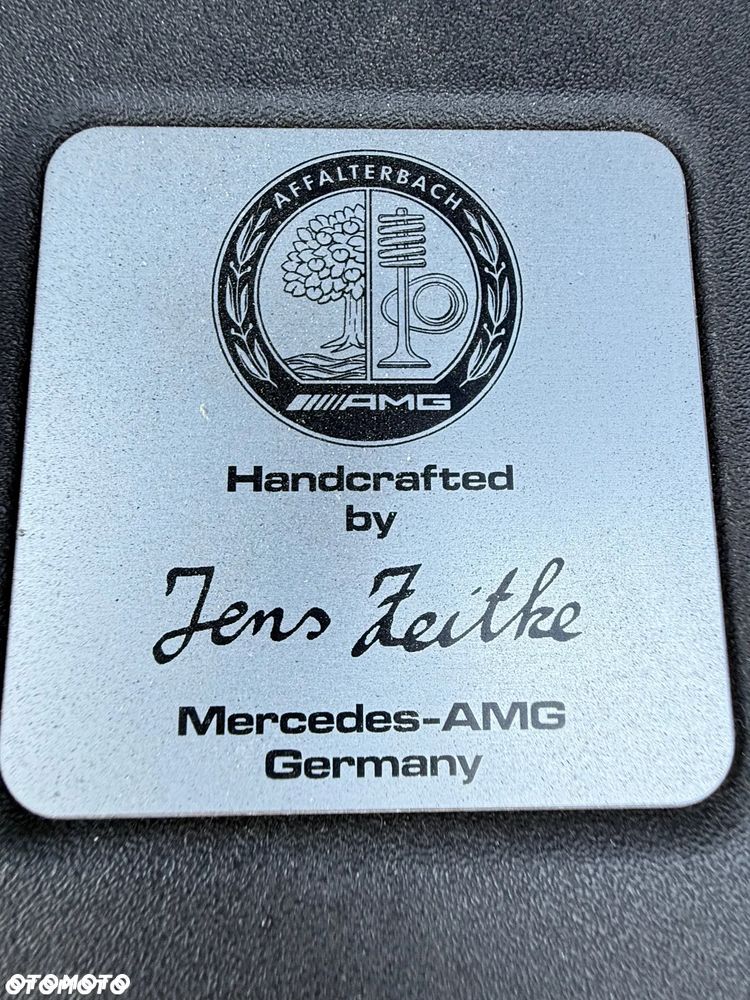 AFFALTERBACH
AMG
Handcrafted
by
Jens Zeitke
Mercedes-AMG
Germany
OTOMOTO